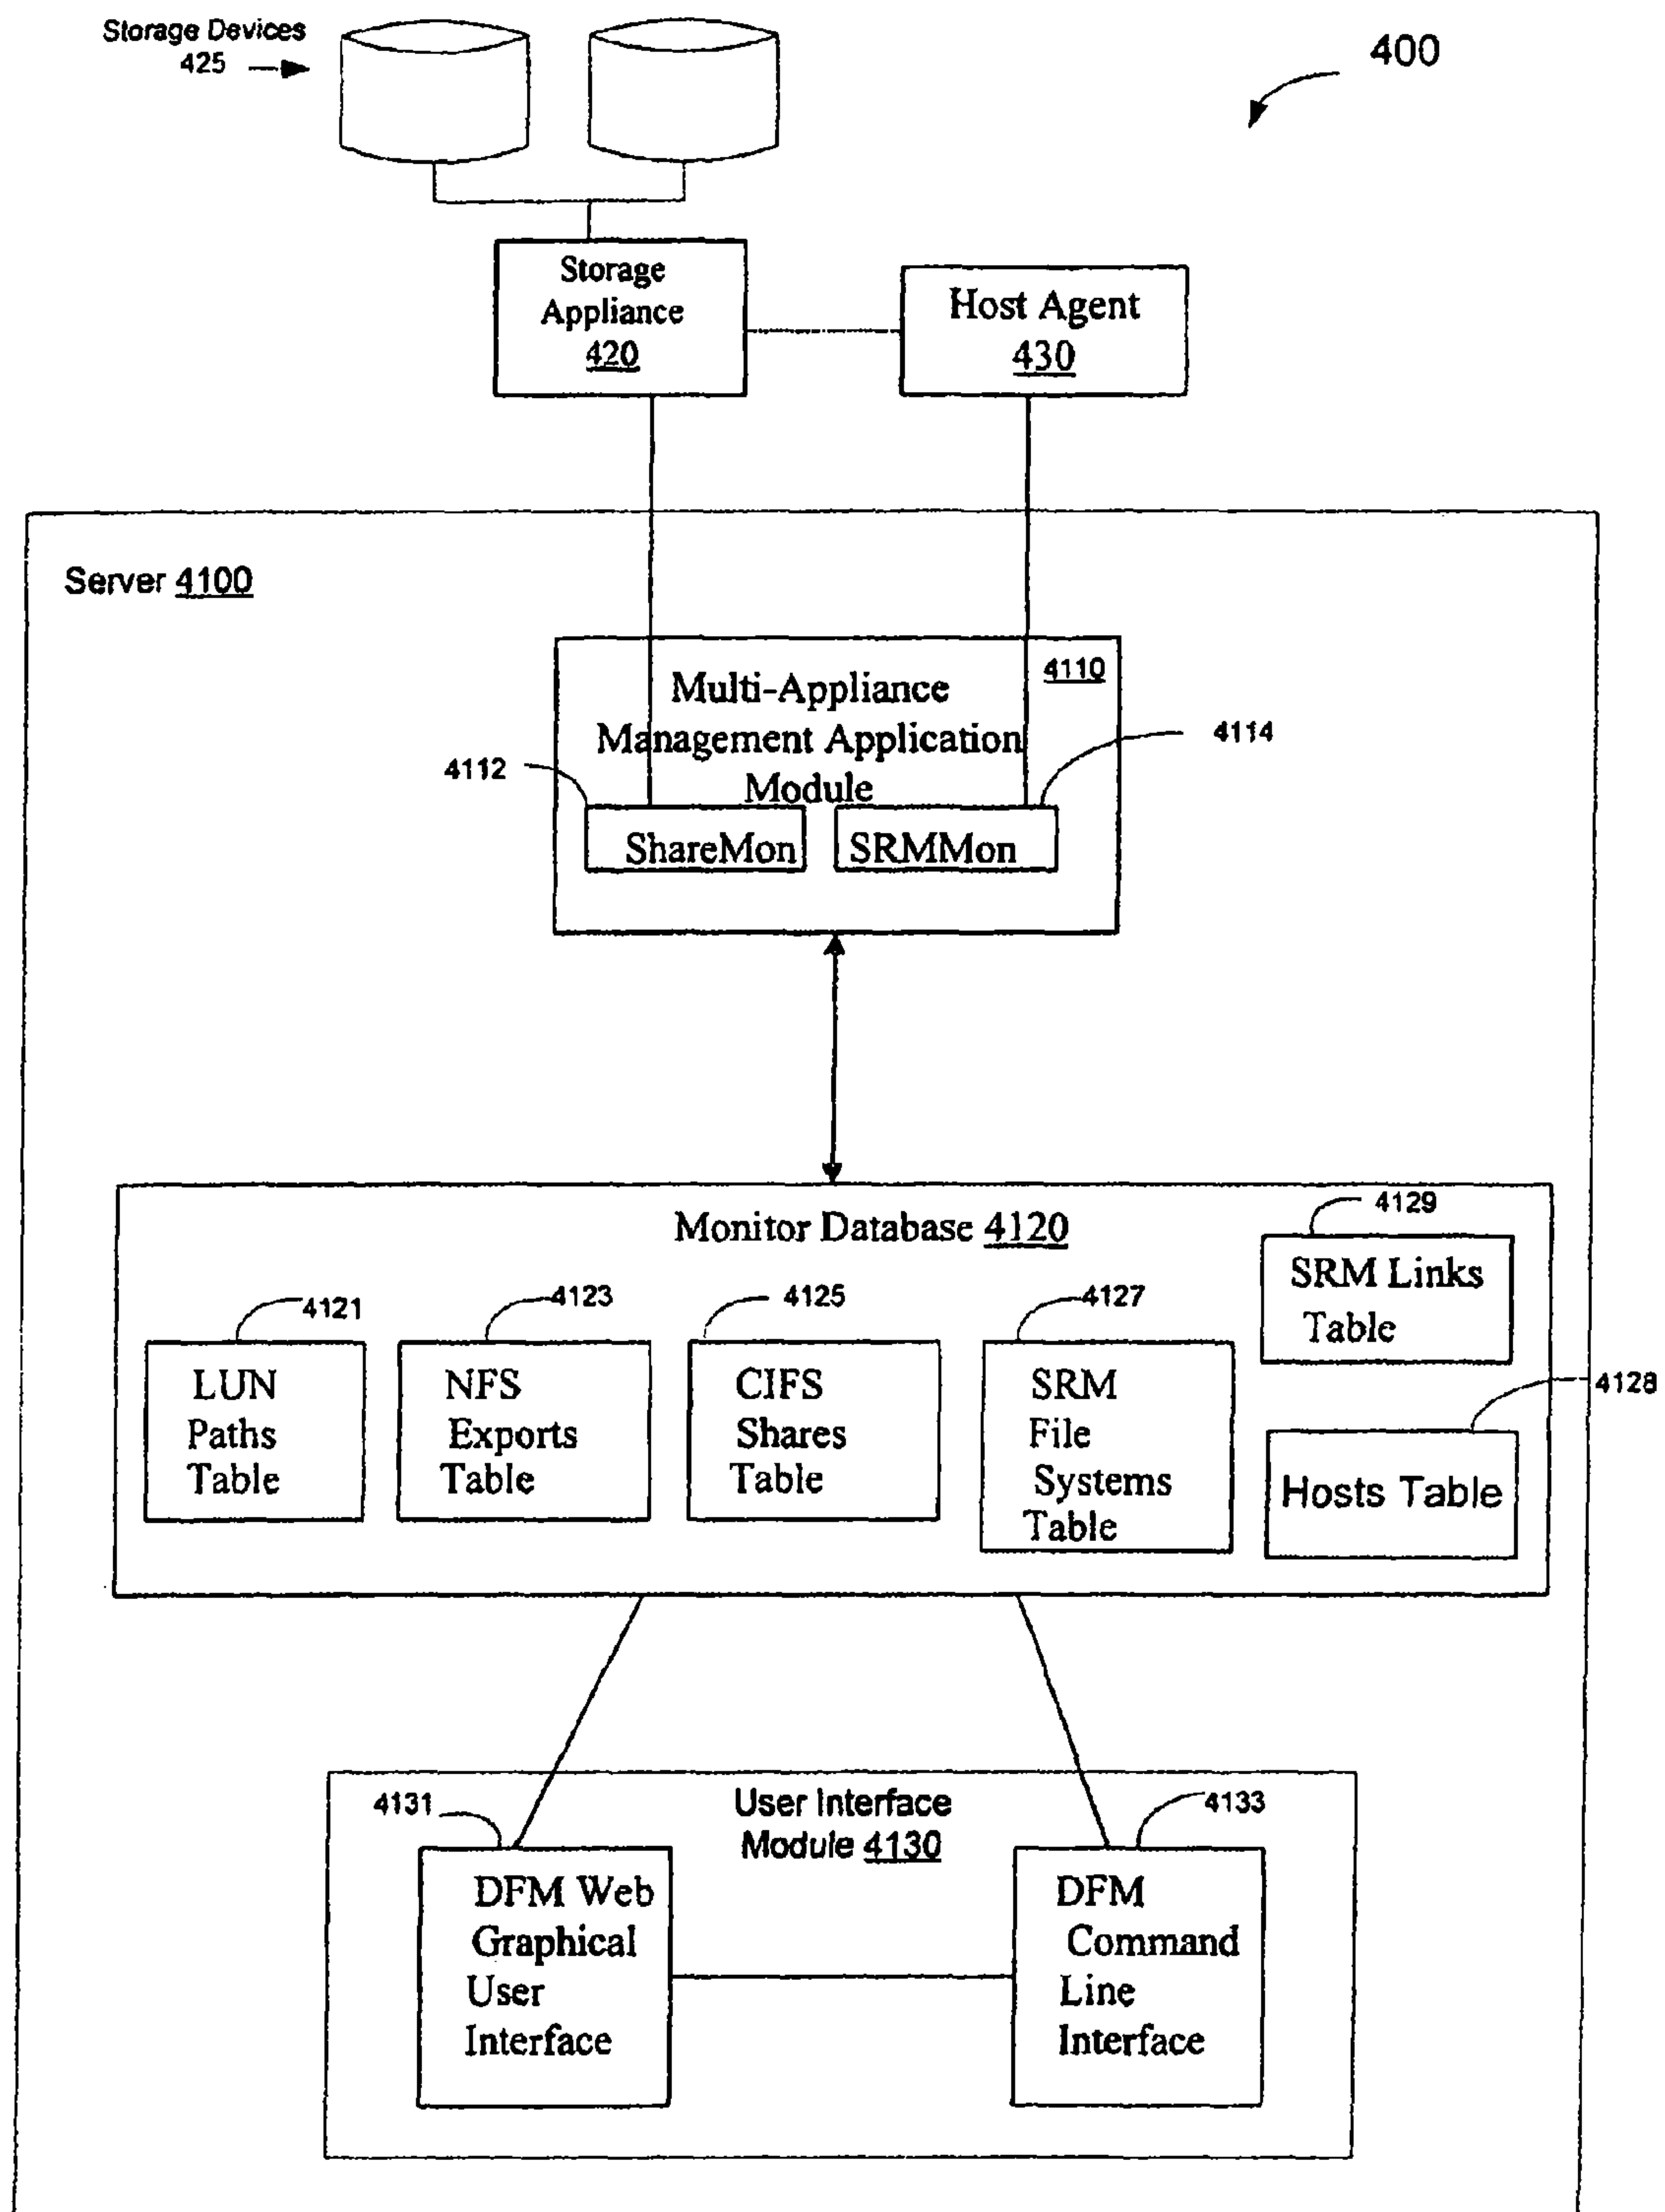 Storage Devices
425
400
Storage
Appliance
420
Host Agent
430
Server 4100
4110
Multi-Appliance
Management Application
Module
4112
4114
ShareMon
SRMMon
Monitor Database 4120
4129
SRM Links
Table
4121
4123
4125
4127
4128
LUN
Paths
Table
NFS
Exports
Table
CIFS
Shares
Table
SRM
File
Systems
Table
Hosts Table
User Interface
Module 4130
4131
4133
DFM Web
Graphical
User
Interface
DFM
Command
Line
Interface